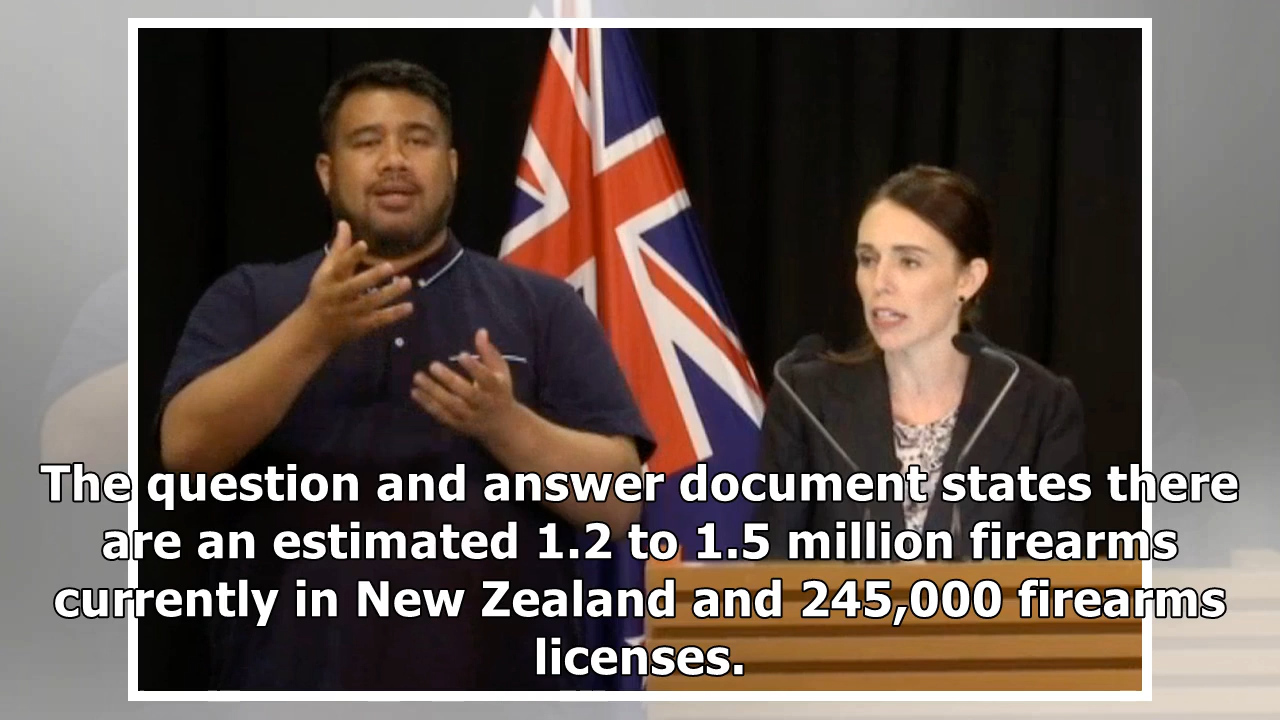 The question and answer document states there
are an estimated 1.2 to 1.5 million firearms
currently in New Zealand and 245,000 firearms
licenses.